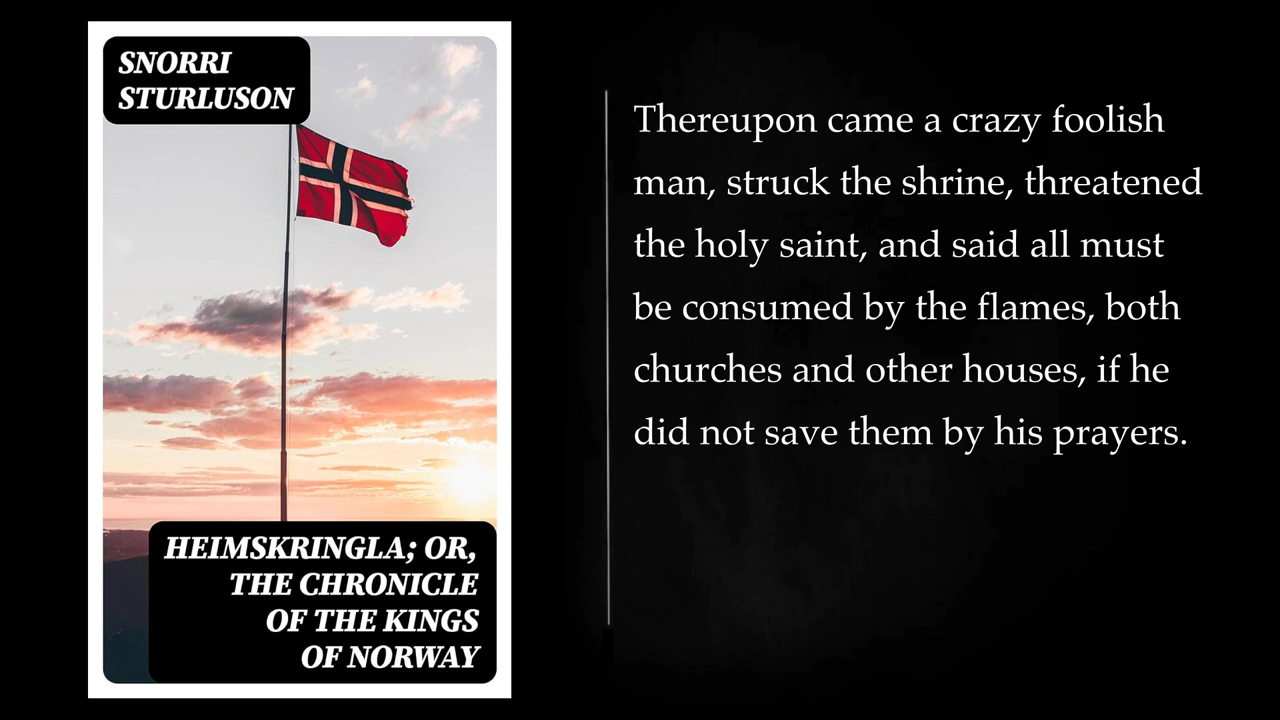 SNORRI
STURLUSON
HEIMSKRINGLA; OR,
THE CHRONICLE
OF THE KINGS
OF NORWAY
Thereupon came a crazy foolish
man, struck the shrine, threatened
the holy saint, and said all must
be consumed by the flames, both
churches and other houses, if he
did not save them by his prayers.